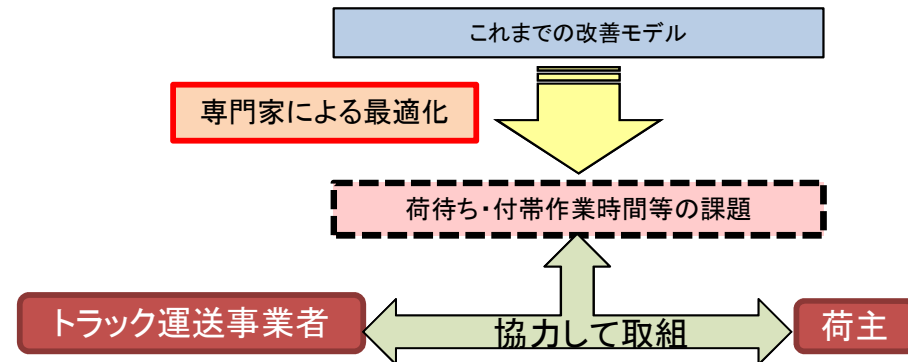 これまでの改善モデル
専門家による最適化
荷待ち・付帯作業時間等の課題
トラック運送事業者
協力して取組
荷主